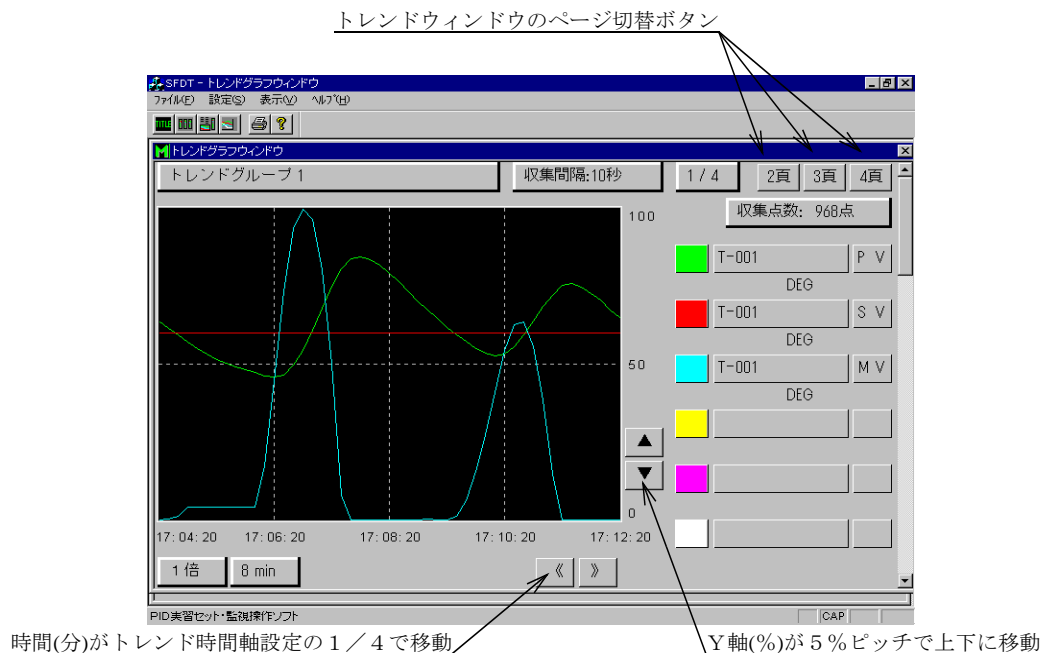 トレンドウィンドウのページ切替ボタン
SFDT - トレンドグラフウィンドウ
ファイル(F) 設定(S) 表示(V) ヘルプ(H)
TITLE
M トレンドグラフウィンドウ
トレンドグループ 1 収集間隔:10秒 1 / 4 2頁 3頁 4頁
収集点数: 968点
100
T-001 P V
DEG
T-001 S V
DEG
50 T-001 M V
DEG
0
17:04:20 17:06:20 17:08:20 17:10:20 17:12:20
1 倍 8 min 《 》
PID実習セット・監視操作ソフト CAP
時間(分)がトレンド時間軸設定の1/4で移動 Y軸(%)が5%ピッチで上下に移動